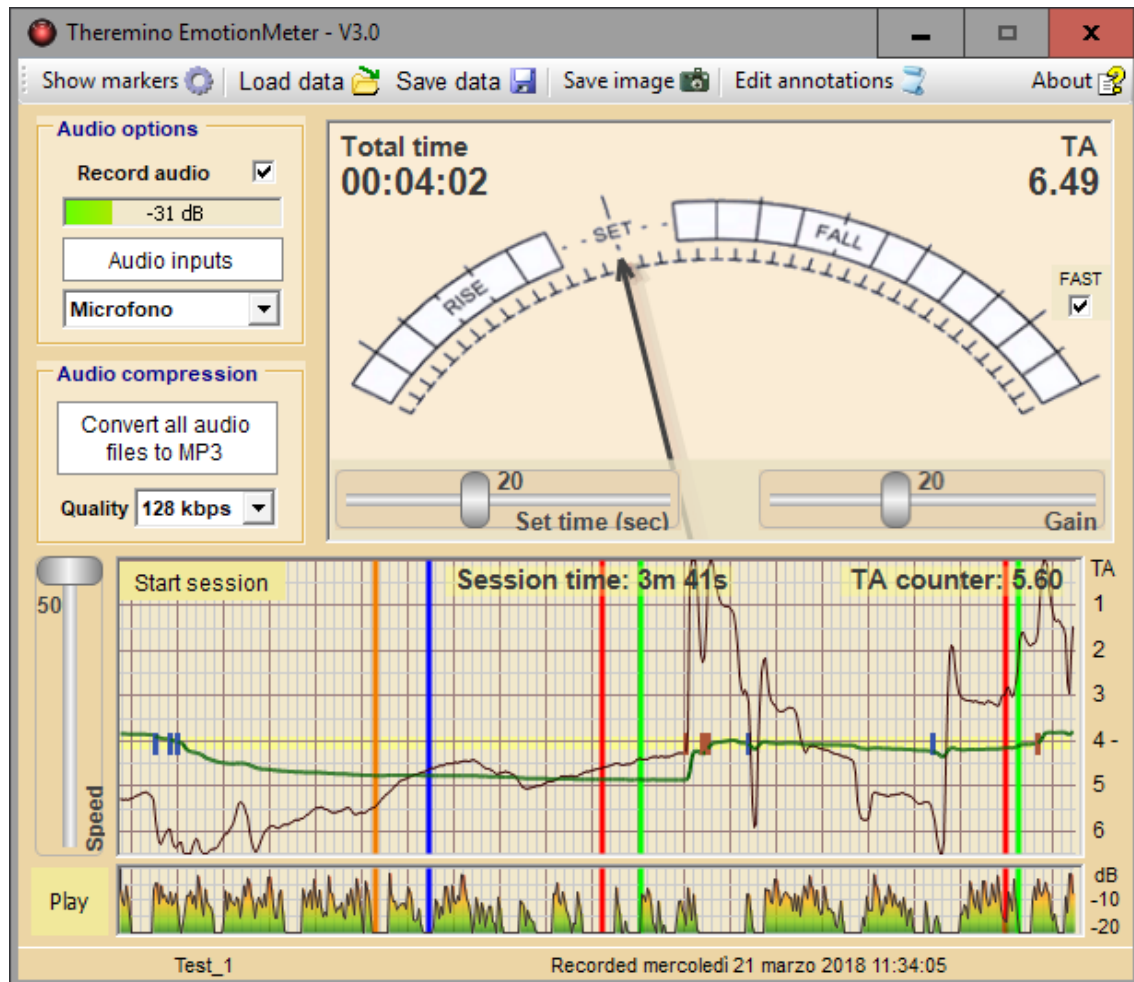 Theremino EmotionMeter - V3.0
Show markers Load data Save data Save image Edit annotations About
Audio options
Record audio
-31 dB
Audio inputs
Microfono
Audio compression
Convert all audio
files to MP3
Quality 128 kbps
Total time
00:04:02
TA
6.49
RISE
- - SET - -
FALL
FAST
20
Set time (sec)
20
Gain
50
Speed
Start session
Session time: 3m 41s
TA counter: 5.60
TA
1
2
3
4 -
5
6
Play
dB
-10
-20
Test_1
Recorded mercoledì 21 marzo 2018 11:34:05